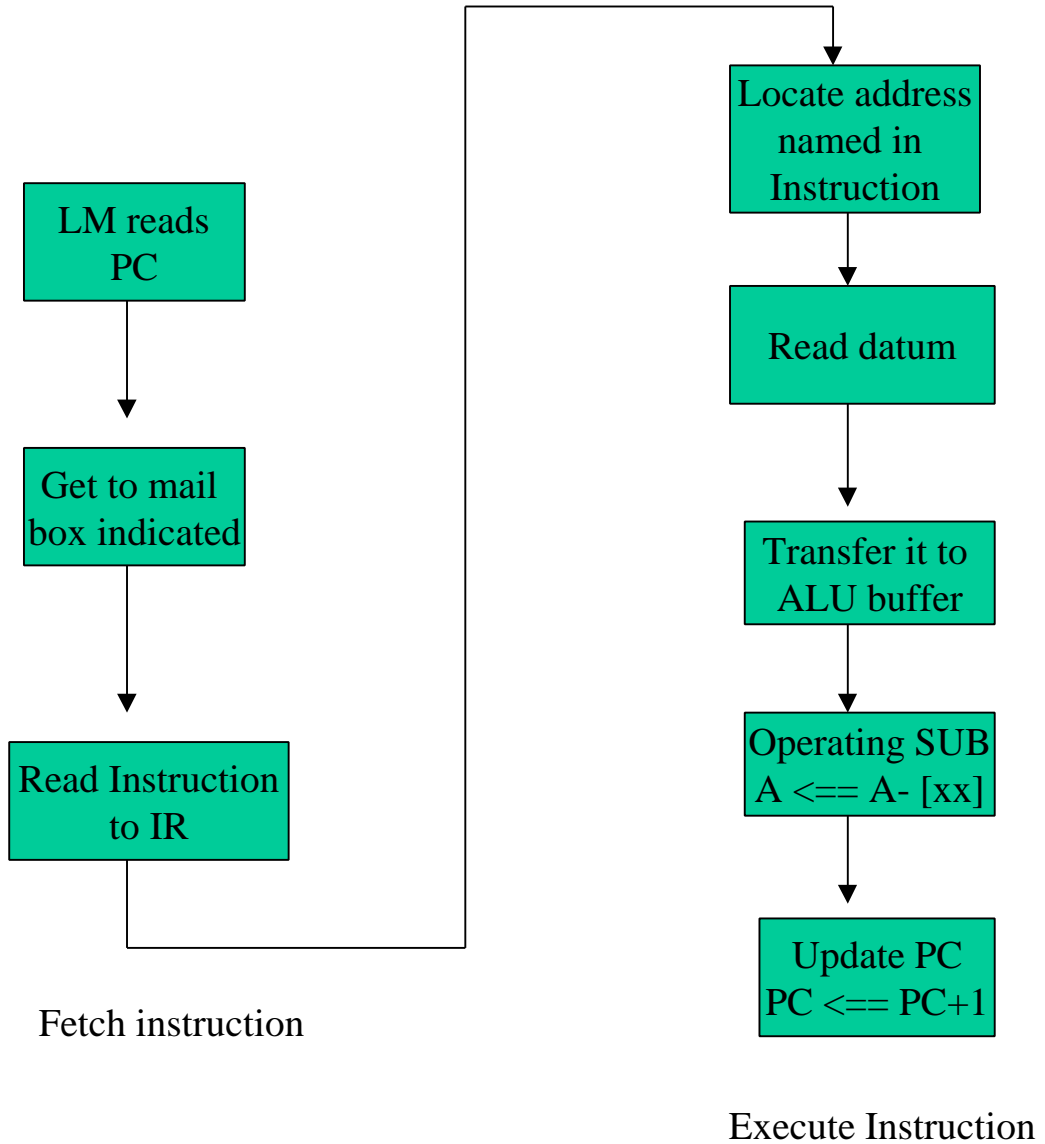 LM reads
PC
Get to mail
box indicated
Read Instruction
to IR
Fetch instruction
Locate address
named in
Instruction
Read datum
Transfer it to
ALU buffer
Operating SUB
A <== A- [xx]
Update PC
PC <== PC+1
Execute Instruction